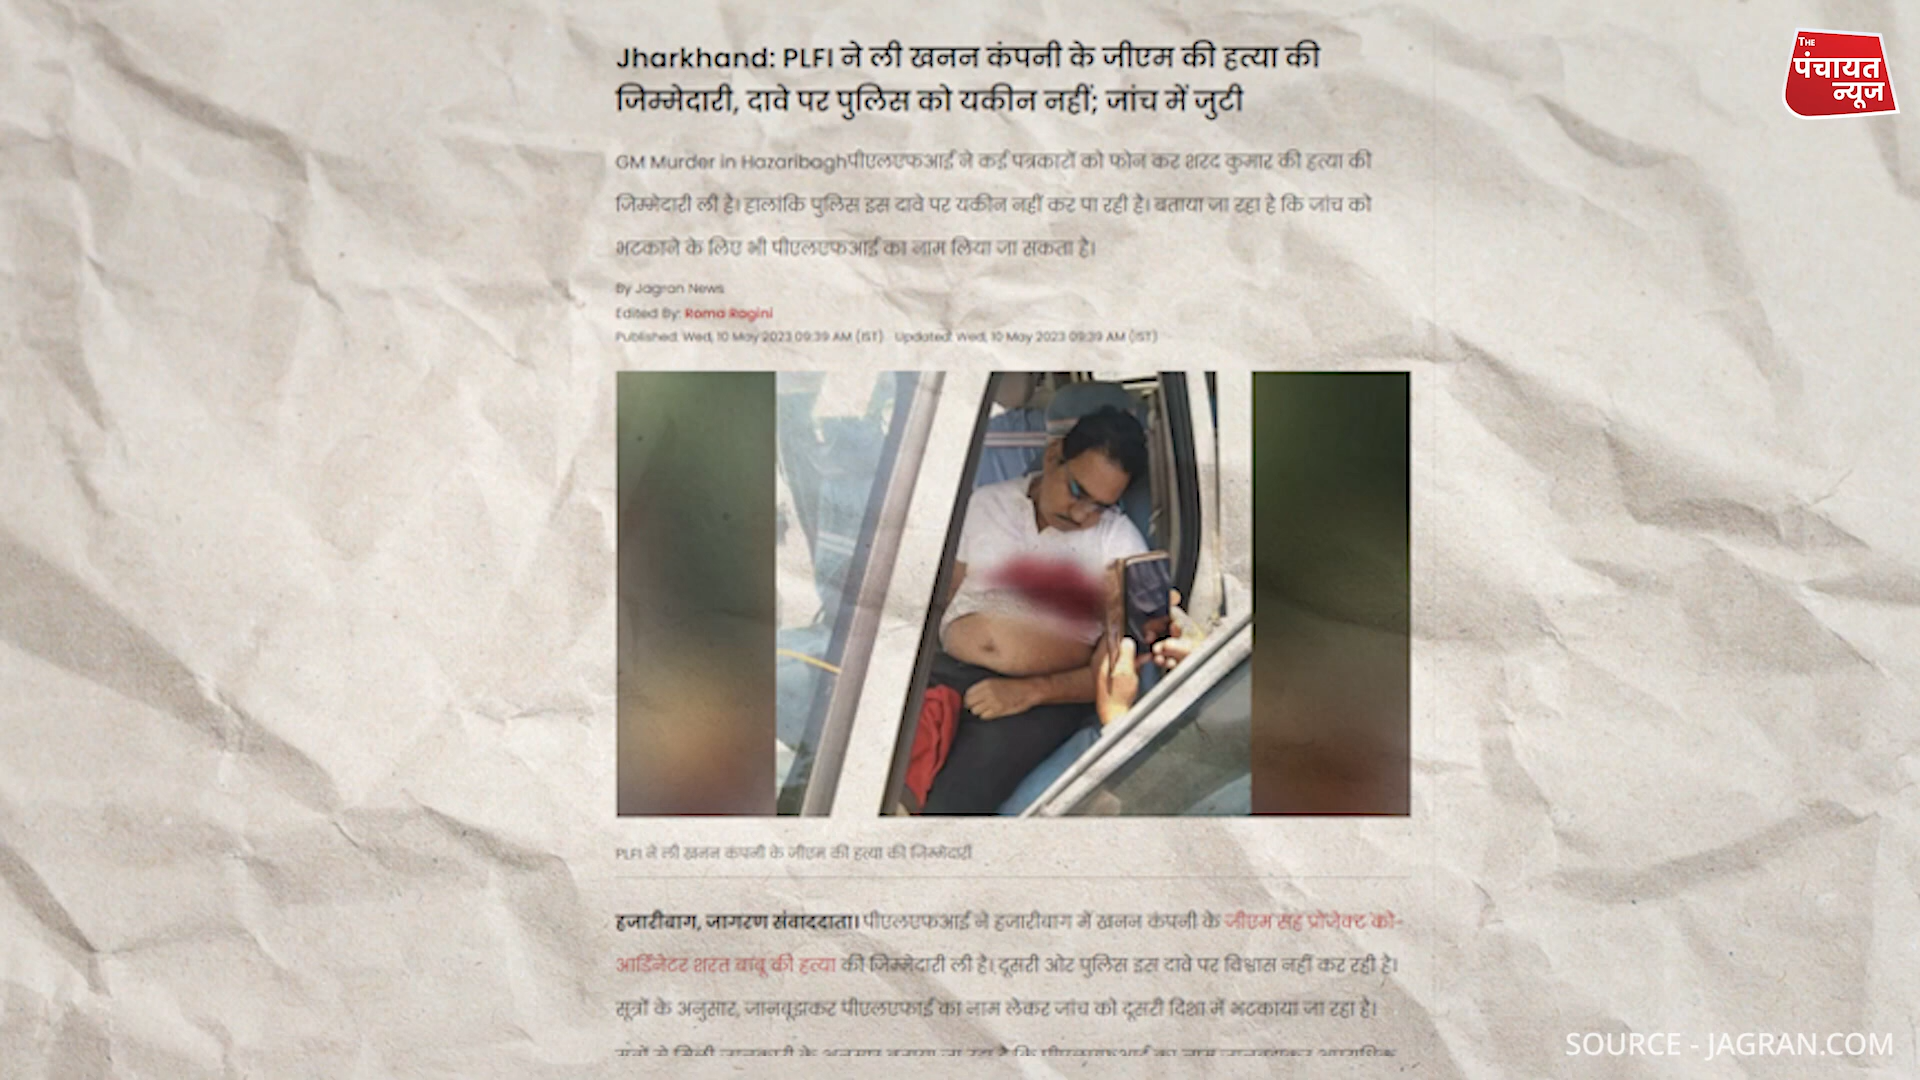 Jharkhand: PLFI ने ली खनन कंपनी के जीएम की हत्या की
जिम्मेदारी, दावे पर पुलिस को यकीन नहीं; जांच में जुटी
THE
पंचायत
न्यूज
GM Murder in Hazaribaghपीएलएफआई ने कई पत्रकारों को फोन कर शरद कुमार की हत्या की
जिम्मेदारी ली है। हालांकि पुलिस इस दावे पर यकीन नहीं कर पा रही है। बताया जा रहा है कि जांच को
भटकाने के लिए भी पीएलएफआई का नाम लिया जा सकता है।
By Jagran News
Edited By: Roma Ragini
Published: Wed, 10 May 2023 09:39 AM (IST) Updated: Wed, 10 May 2023 09:39 AM (IST)
PLFI ने ली खनन कंपनी के जीएम की हत्या की जिम्मेदारी
हजारीबाग, जागरण संवाददाता। पीएलएफआई ने हजारीबाग में खनन कंपनी के जीएम सह प्रोजेक्ट को-
आर्डिनेटर शरत बाबू की हत्या की जिम्मेदारी ली है। दूसरी ओर पुलिस इस दावे पर विश्वास नहीं कर रही है।
सूत्रों के अनुसार, जानबूझकर पीएलएफाई का नाम लेकर जांच को दूसरी दिशा में भटकाया जा रहा है।
SOURCE - JAGRAN.COM